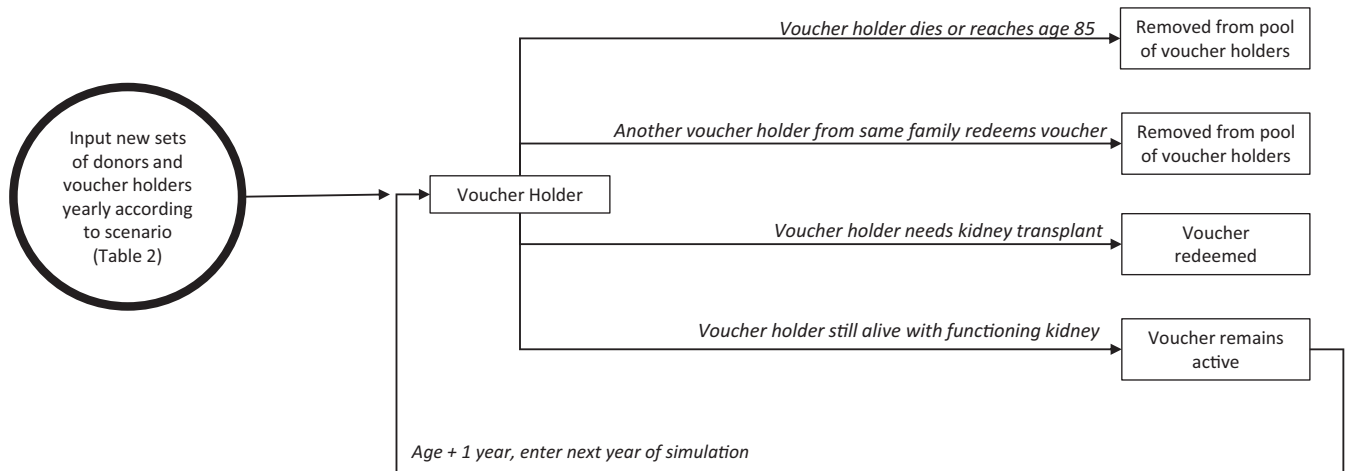 Input new sets
of donors and
voucher holders
yearly according
to scenario
(Table 2)
Voucher Holder
Voucher holder dies or reaches age 85
Removed from pool
of voucher holders
Another voucher holder from same family redeems voucher
Removed from pool
of voucher holders
Voucher holder needs kidney transplant
Voucher
redeemed
Voucher holder still alive with functioning kidney
Voucher remains
active
Age + 1 year, enter next year of simulation